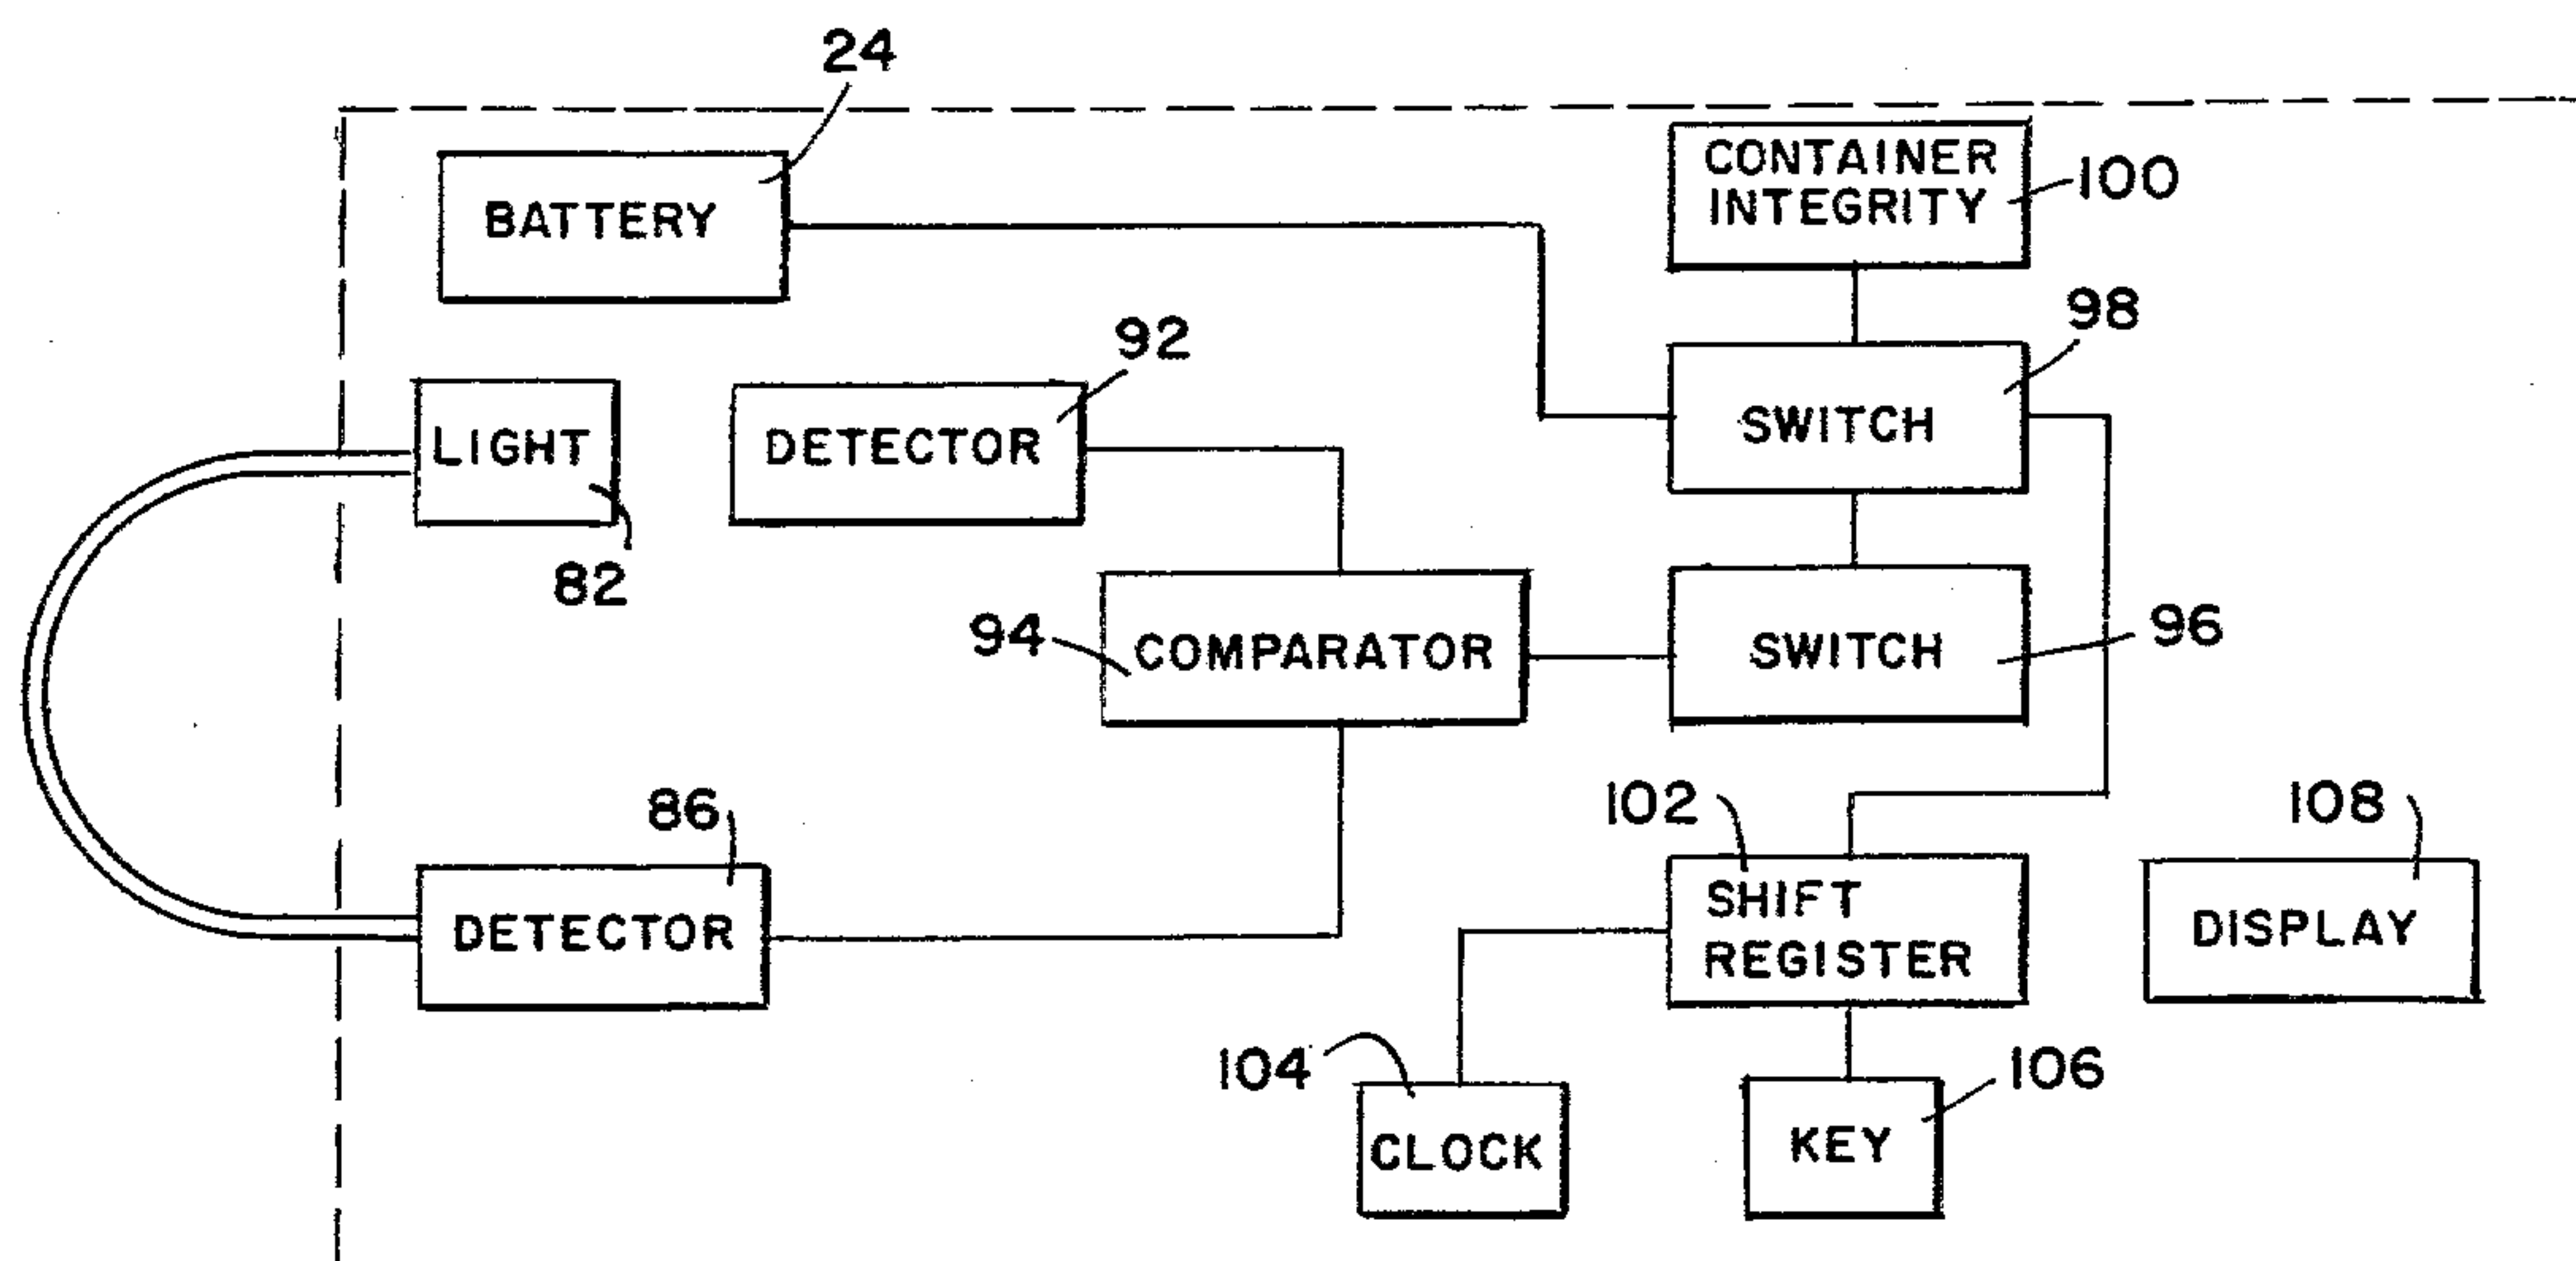 24
BATTERY
CONTAINER
INTEGRITY
100
98
92
LIGHT
DETECTOR
SWITCH
82
94
COMPARATOR
SWITCH
96
86
102
108
DETECTOR
SHIFT
REGISTER
DISPLAY
104
106
CLOCK
KEY